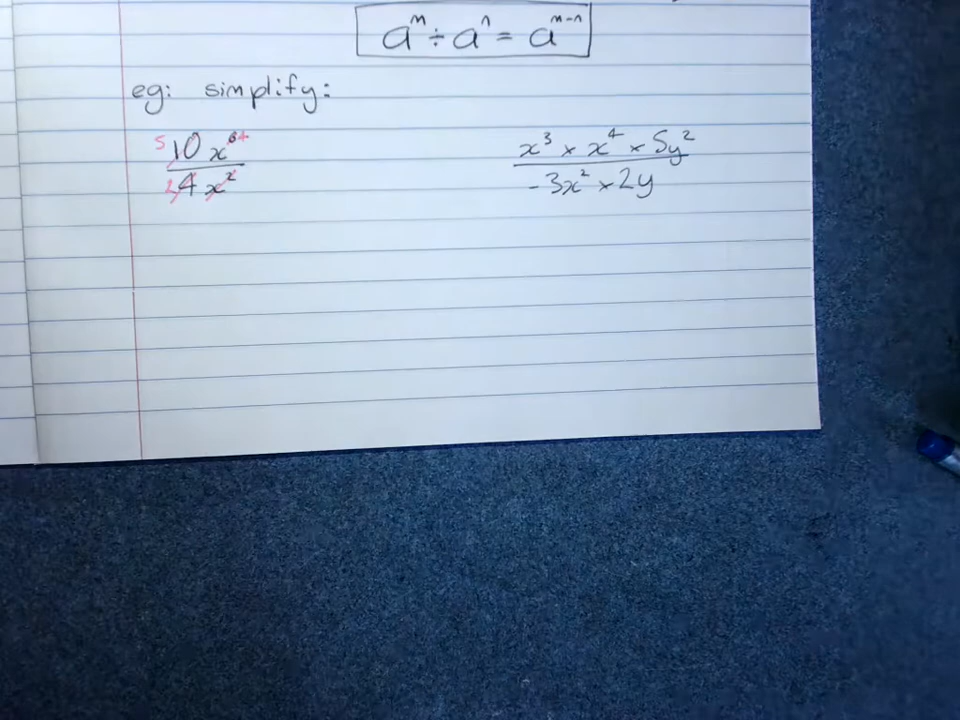 a^m ÷ a^n = a^{m-n}
eg: simplify:
5 10x^6 4 / 2 4x^2
x^3 × x^4 × 5y^2 / -3x^2 × 2y